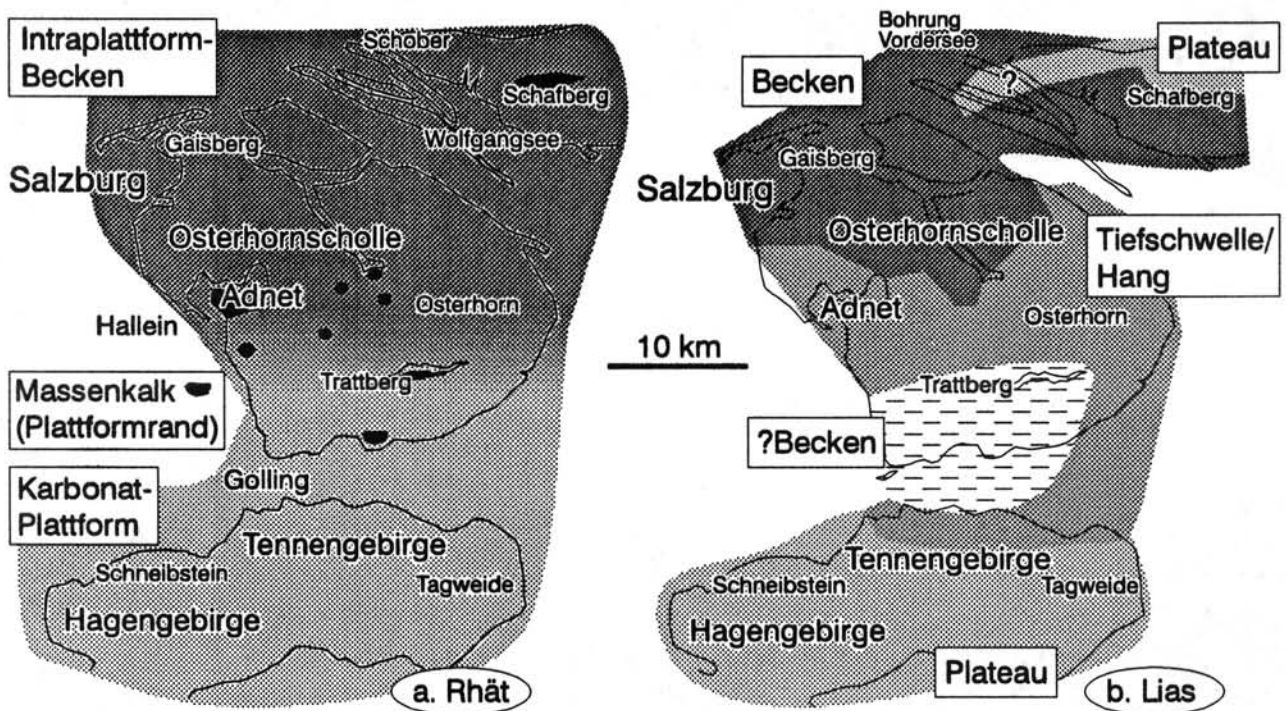 Intraplattform-
Becken
Schober
Schafberg
Gaisberg
Wolfgangsee
Salzburg
Osterhornscholle
Adnet
Osterhorn
Hallein
Trattberg
Massenkalk
(Plattformrand)
Golling
Karbonat-
Plattform
Tennengebirge
Schneibstein
Tagweide
Hagengebirge
a. Rhät
10 km
Bohrung
Vordersee
Plateau
Becken
?
Schafberg
Gaisberg
Salzburg
Osterhornscholle
Tiefschwelle/
Hang
Adnet
Osterhorn
Trattberg
?Becken
Tennengebirge
Schneibstein
Tagweide
Hagengebirge
Plateau
b. Lias